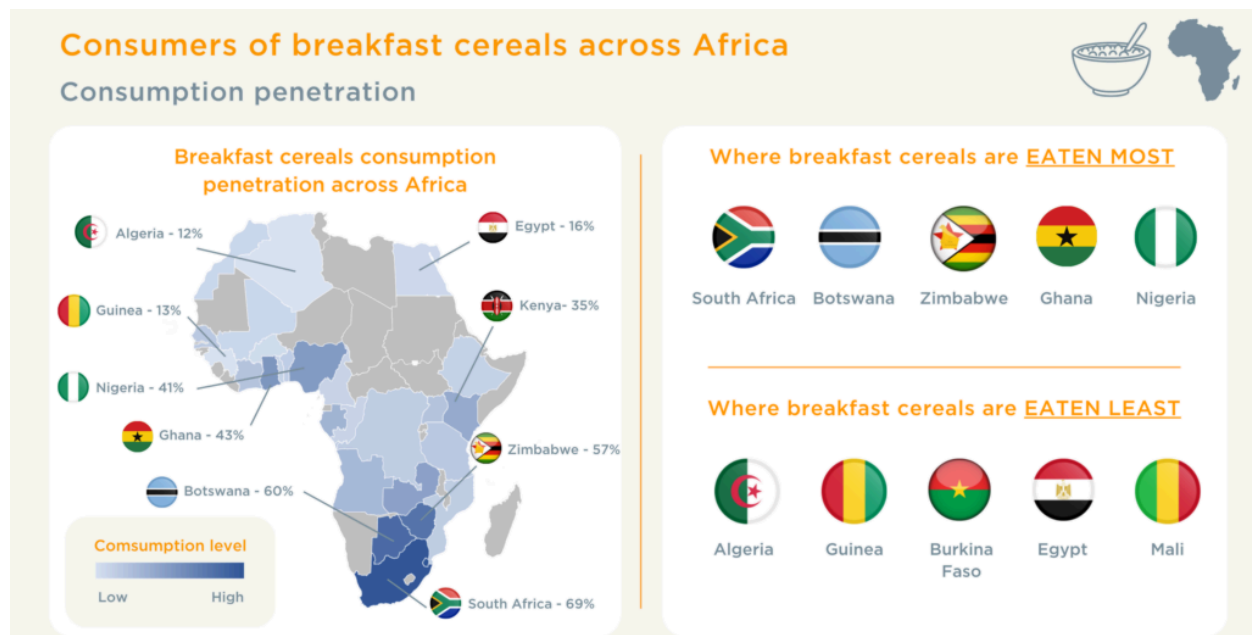 Consumers of breakfast cereals across Africa
Consumption penetration
Breakfast cereals consumption
penetration across Africa
Algeria - 12%
Egypt - 16%
Guinea - 13%
Kenya- 35%
Nigeria - 41%
Ghana - 43%
Zimbabwe - 57%
Botswana - 60%
South Africa - 69%
Comsumption level
Low High
Where breakfast cereals are EATEN MOST
South Africa Botswana Zimbabwe Ghana Nigeria
Where breakfast cereals are EATEN LEAST
Algeria Guinea Burkina Egypt Mali
Faso